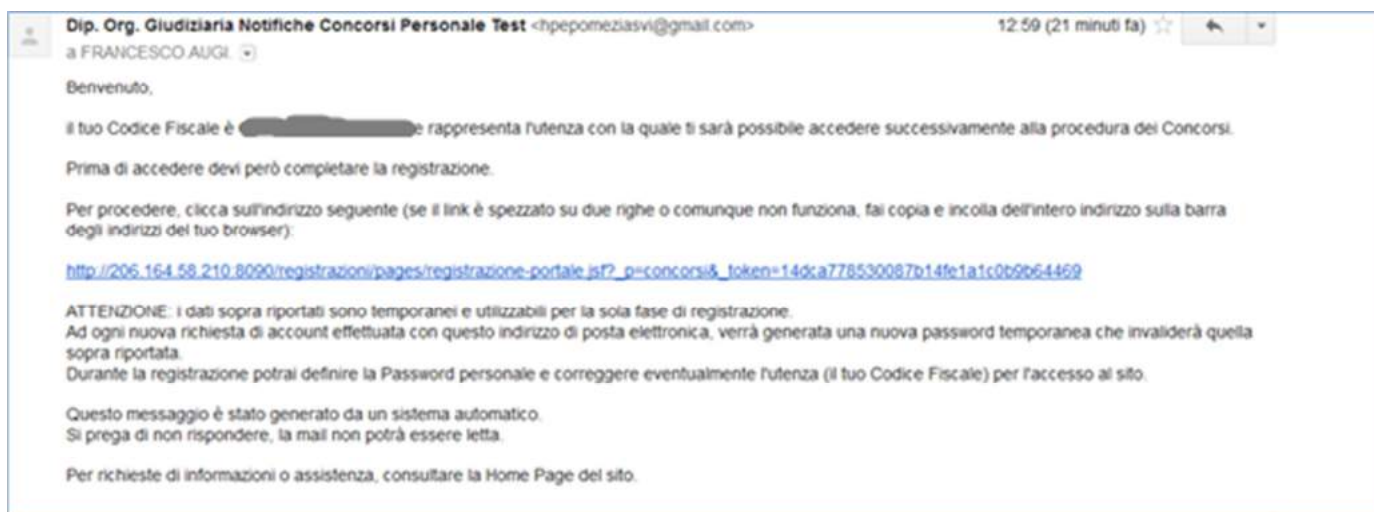 Dip. Org. Giudiziaria Notifiche Concorsi Personale Test <hpepomeziasvi@gmail.com> 12:59 (21 minuti fa)
a FRANCESCO AUGI.
Benvenuto,
il tuo Codice Fiscale è e rappresenta l'utenza con la quale ti sarà possibile accedere successivamente alla procedura dei Concorsi.
Prima di accedere devi però completare la registrazione.
Per procedere, clicca sull'indirizzo seguente (se il link è spezzato su due righe o comunque non funziona, fai copia e incolla dell'intero indirizzo sulla barra
degli indirizzi del tuo browser):
http://206.164.58.210:8090/registrazioni/pages/registrazione-portale.jsf?_p=concorsi&_token=14dca778530087b14fe1a1c0b9b64469
ATTENZIONE: i dati sopra riportati sono temporanei e utilizzabili per la sola fase di registrazione.
Ad ogni nuova richiesta di account effettuata con questo indirizzo di posta elettronica, verrà generata una nuova password temporanea che invaliderà quella
sopra riportata.
Durante la registrazione potrai definire la Password personale e correggere eventualmente l'utenza (il tuo Codice Fiscale) per l'accesso al sito.
Questo messaggio è stato generato da un sistema automatico.
Si prega di non rispondere, la mail non potrà essere letta.
Per richieste di informazioni o assistenza, consultare la Home Page del sito.